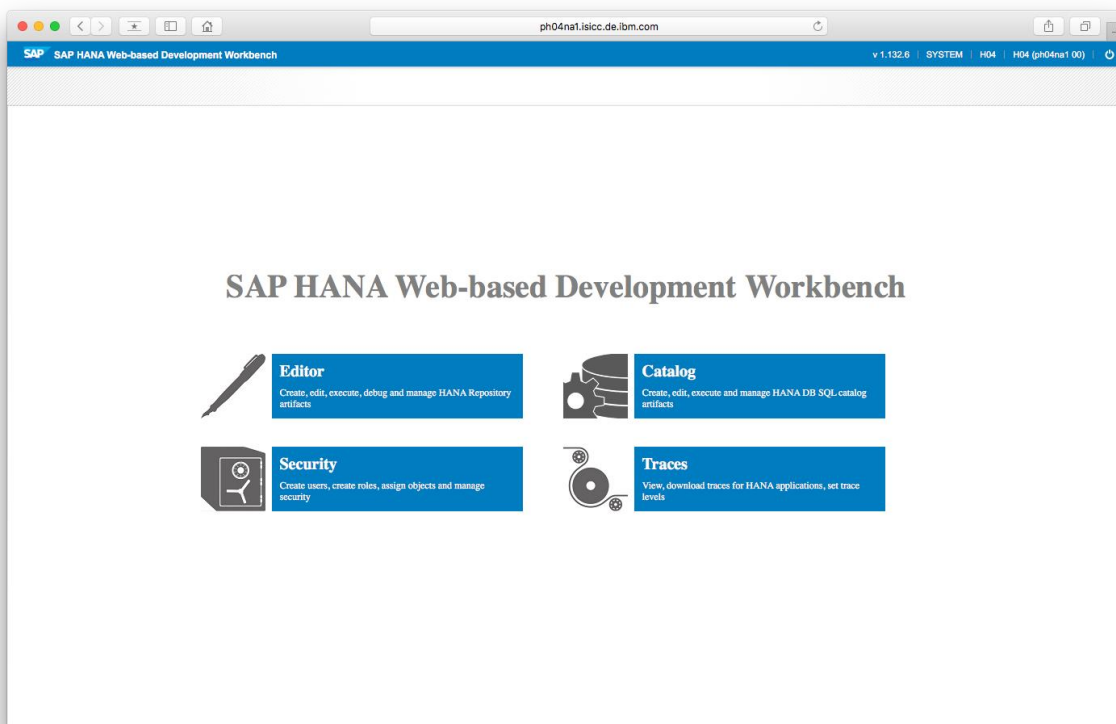 ph04na1.isicc.de.ibm.com
SAP SAP HANA Web-based Development Workbench
v 1.132.6 | SYSTEM | H04 | H04 (ph04na1 00) |
SAP HANA Web-based Development Workbench
Editor
Create, edit, execute, debug and manage HANA Repository
artifacts
Catalog
Create, edit, execute and manage HANA DB SQL catalog
artifacts
Security
Create users, create roles, assign objects and manage
security
Traces
View, download traces for HANA applications, set trace
levels